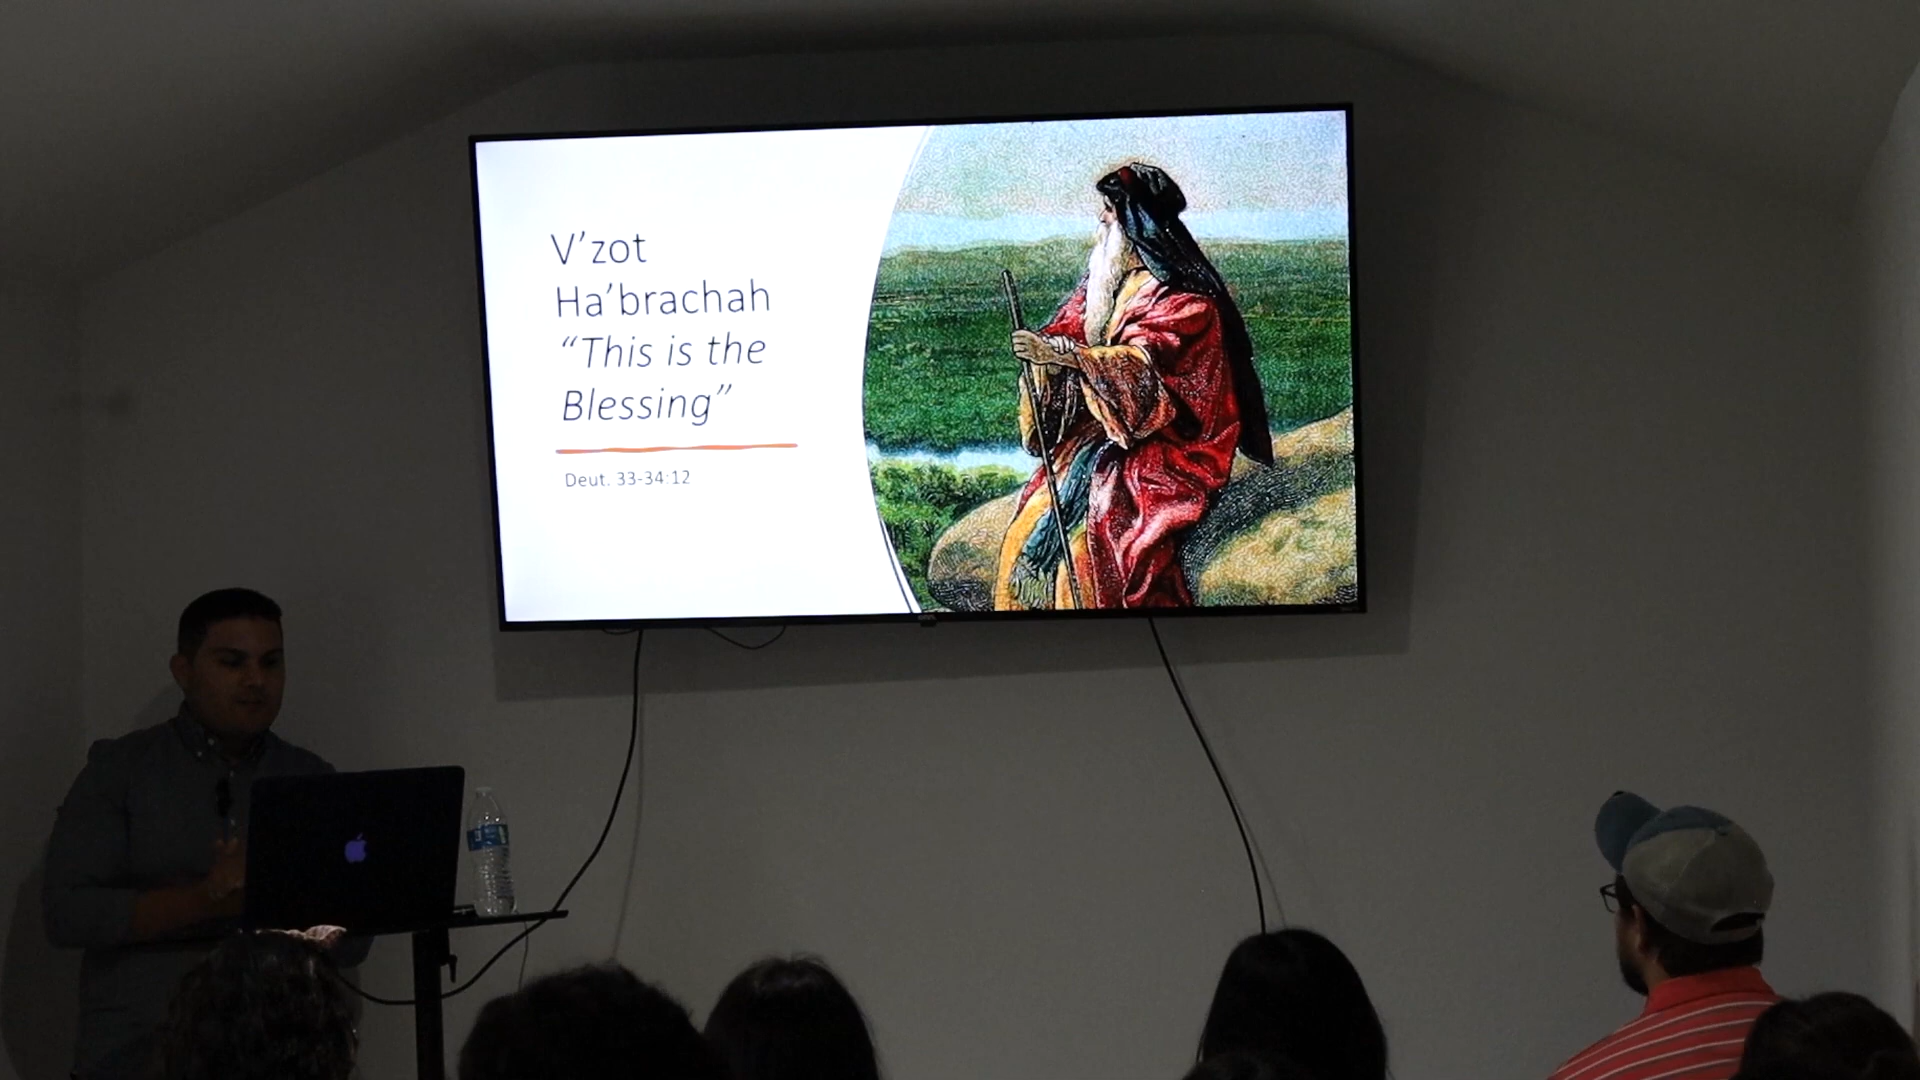 V’zot
Ha’brachah
“This is the
Blessing”
Deut. 33-34:12